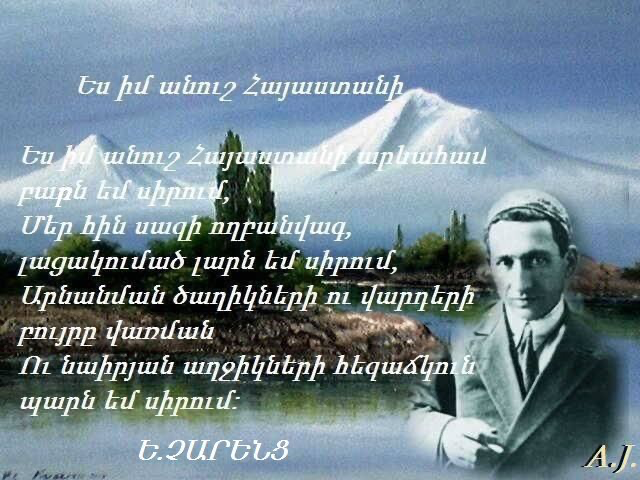 Ես իմ անուշ Հայաստանի
Ես իմ անուշ Հայաստանի արևահամ
բարն եմ սիրում,
Մեր հին սազի ողբանվագ,
լացակումած լարն եմ սիրում,
Արնանման ծաղիկների ու վարդերի
բույրը վառման
Ու նաիրյան աղջիկների հեզաճկուն
պարն եմ սիրում:
Ե.ՉԱՐԵՆՑ
A.J.